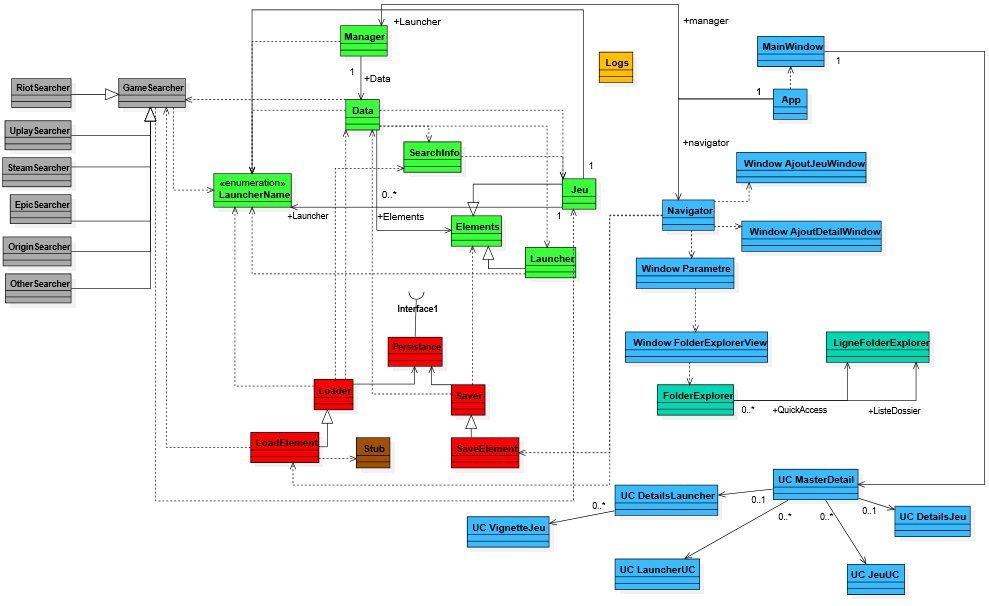 +Launcher
+manager
Manager
MainWindow
1
Logs
1
+Data
RiotSearcher
GameSearcher
1
App
Data
UplaySearcher
+navigator
SearchInfo
Window AjoutJeuWindow
SteamSearcher
1
«enumeration»
LauncherName
Jeu
0..*
EpicSearcher
+Launcher
+Elements
1
Navigator
Elements
Window AjoutDetailWindow
OriginSearcher
Launcher
Window Parametre
OtherSearcher
Interface1
Persistance
Window FolderExplorerView
LigneFolderExplorer
Loader
Saver
FolderExplorer
0..*
+QuickAccess
+ListeDossier
LoadElement
Stub
SaveElement
UC MasterDetail
UC DetailsLauncher
0..1
0..*
0..*
0..*
0..1
UC DetailsJeu
UC VignetteJeu
UC LauncherUC
UC JeuUC